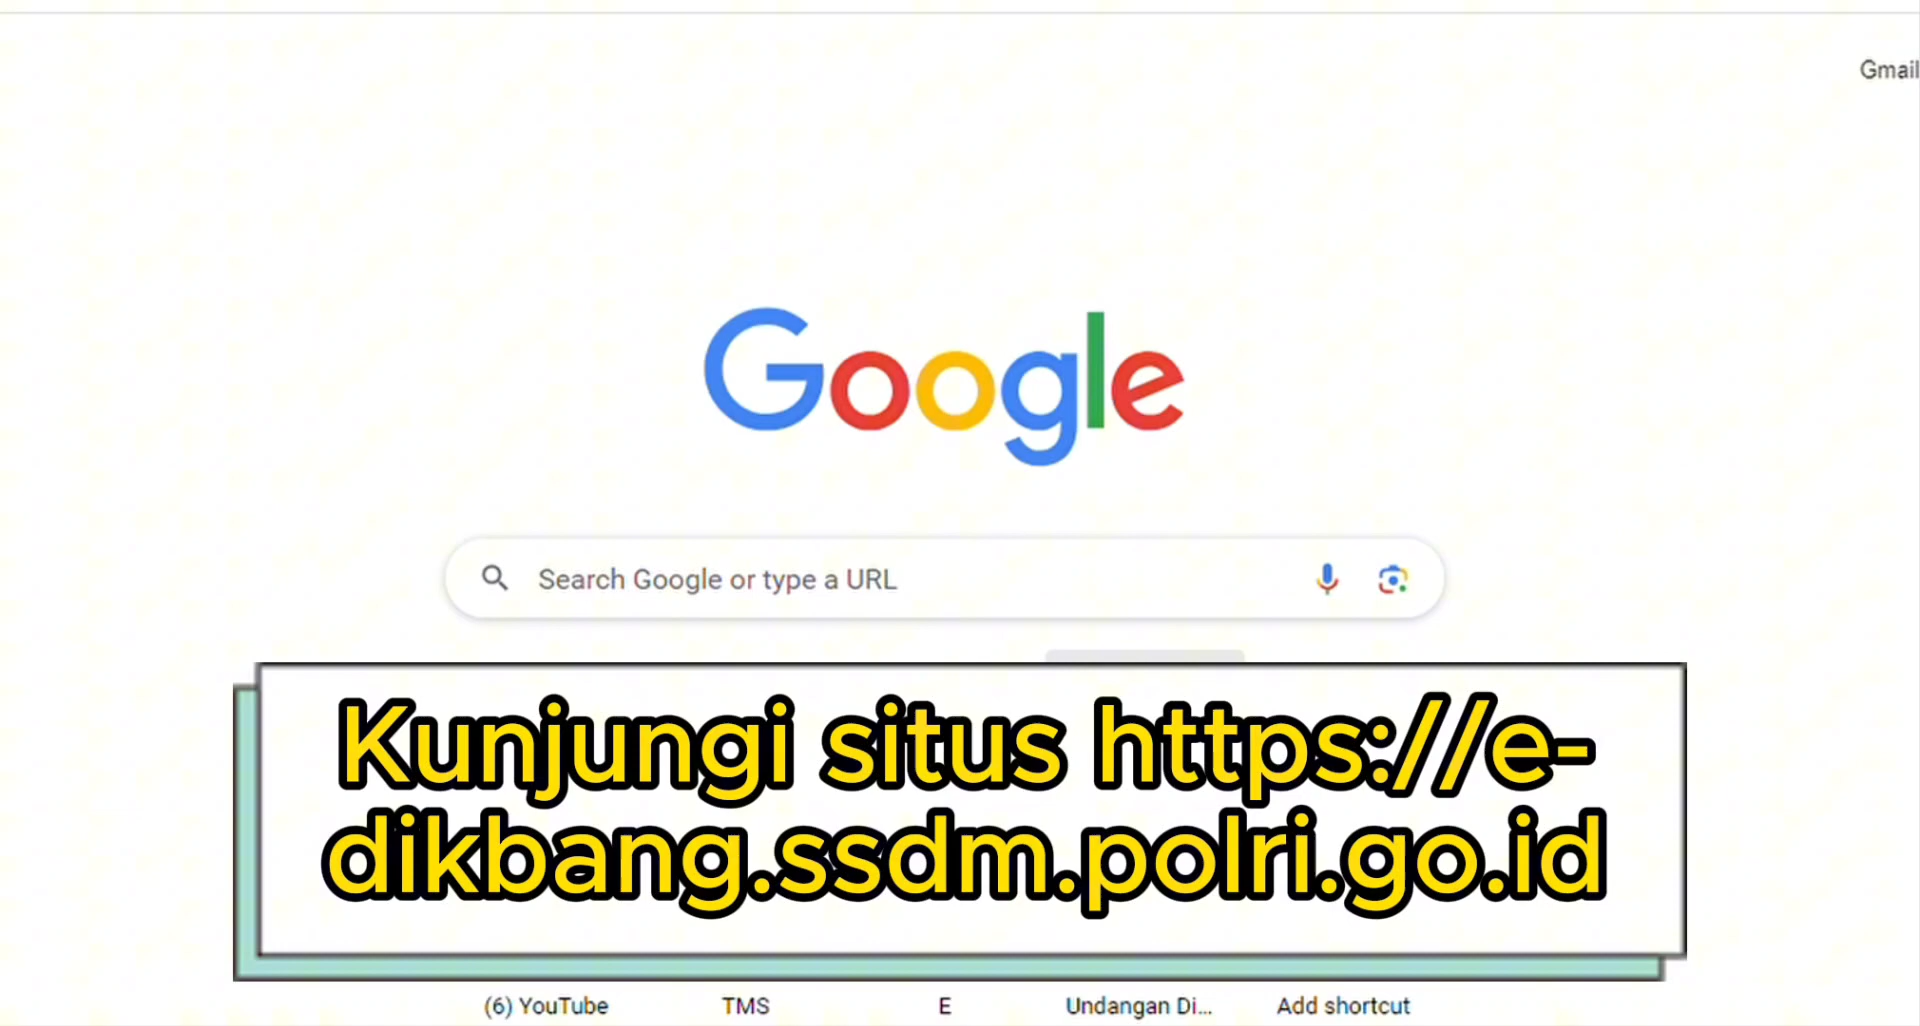 Gmail
Google
Search Google or type a URL
Kunjungi situs https://e-
dikbang.ssdm.polri.go.id
(6) YouTube
TMS
E
Undangan Di...
Add shortcut